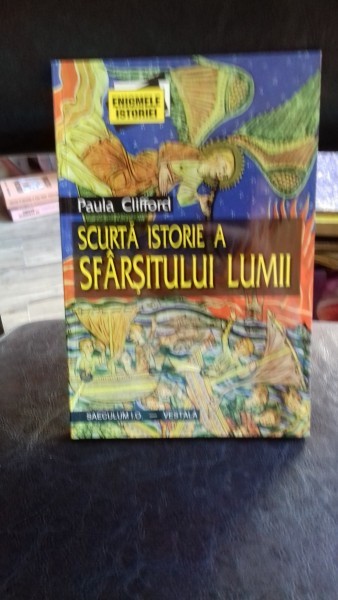 ENIGMELE
ISTORIEI
Paula Clifford
SCURTĂ ISTORIE A
SFÂRȘITULUI LUMII
SAECULUM I.O. — VESTALA